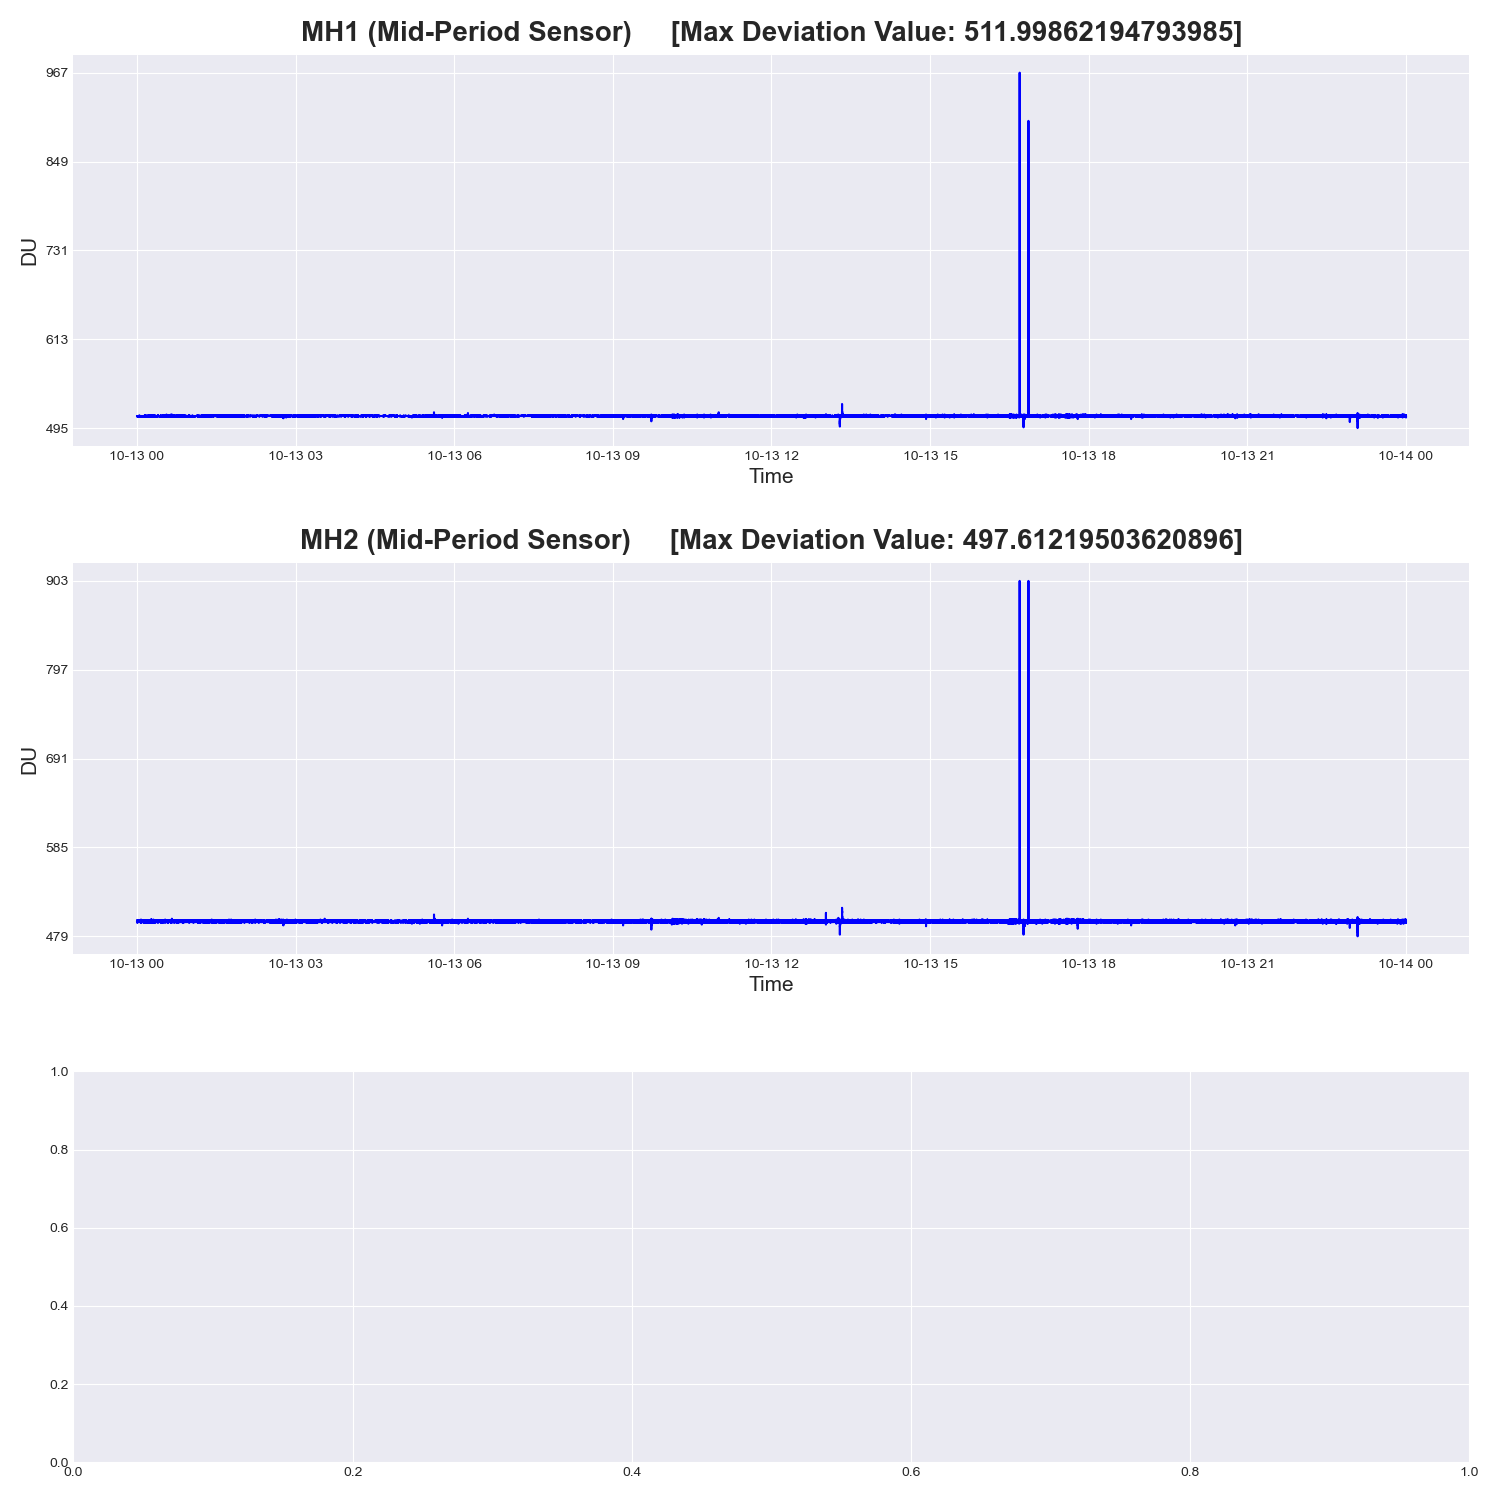 MH1 (Mid-Period Sensor) [Max Deviation Value: 511.99862194793985]
967
849
731
613
495
DU
10-13 00 10-13 03 10-13 06 10-13 09 10-13 12 10-13 15 10-13 18 10-13 21 10-14 00
Time
MH2 (Mid-Period Sensor) [Max Deviation Value: 497.61219503620896]
903
797
691
585
479
DU
10-13 00 10-13 03 10-13 06 10-13 09 10-13 12 10-13 15 10-13 18 10-13 21 10-14 00
Time
1.0
0.8
0.6
0.4
0.2
0.0
0.0 0.2 0.4 0.6 0.8 1.0